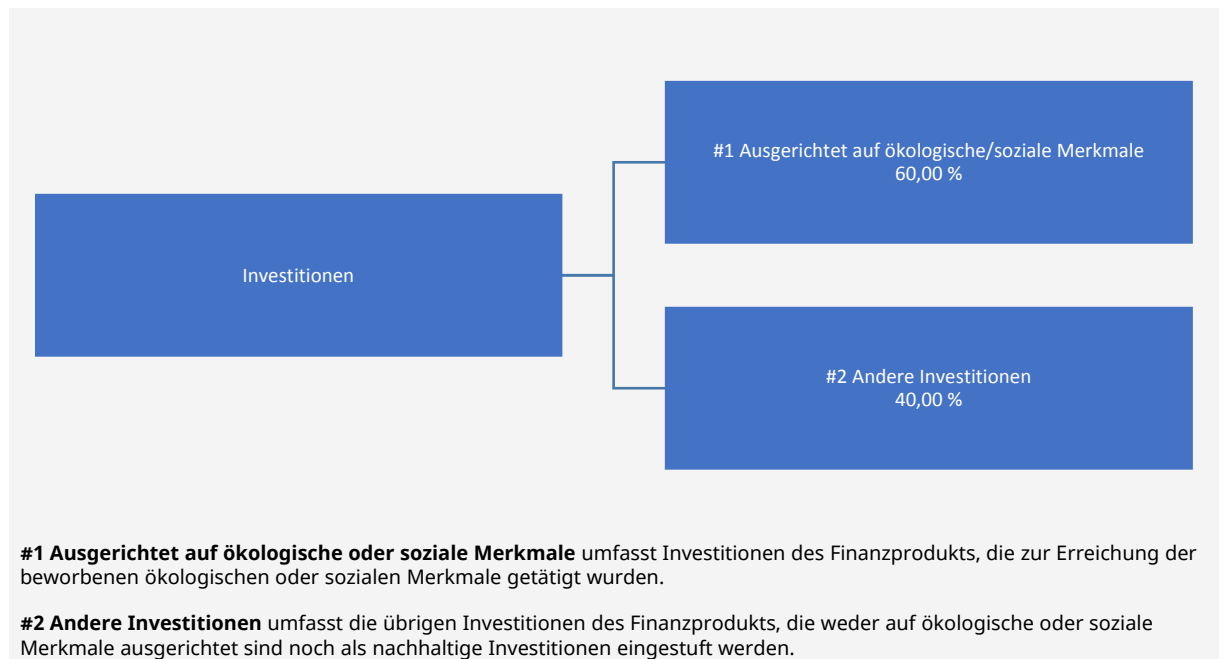 #1 Ausgerichtet auf ökologische/soziale Merkmale
60,00 %
Investitionen
#2 Andere Investitionen
40,00 %
#1 Ausgerichtet auf ökologische oder soziale Merkmale umfasst Investitionen des Finanzprodukts, die zur Erreichung der
beworbenen ökologischen oder sozialen Merkmale getätigt wurden.
#2 Andere Investitionen umfasst die übrigen Investitionen des Finanzprodukts, die weder auf ökologische oder soziale
Merkmale ausgerichtet sind noch als nachhaltige Investitionen eingestuft werden.